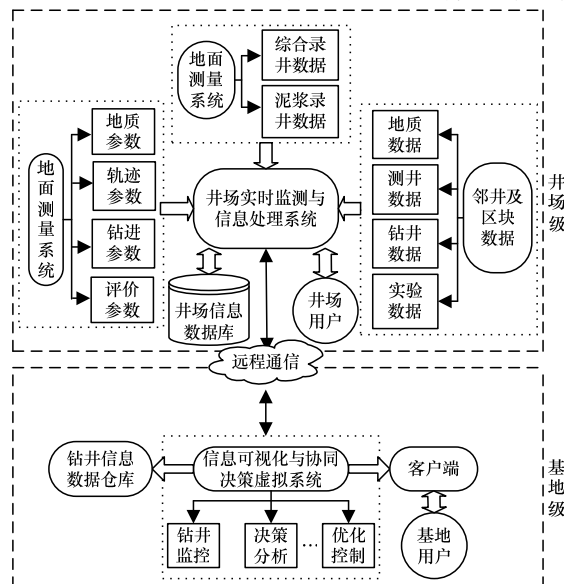 地面
测量
系统
综合录
井数据
泥浆录
井数据
地面测量系统
地质
参数
轨迹
参数
钻进
参数
评价
参数
井场实时监测与
信息处理系统
地质
数据
测井
数据
钻井
数据
实验
数据
邻井及
区块
数据
井场级
井场信息
数据库
井场
用户
远程通信
钻井信息
数据仓库
信息可视化与协同
决策虚拟系统
客户端
钻井
监控
决策
分析
…
优化
控制
基地
用户
基地级